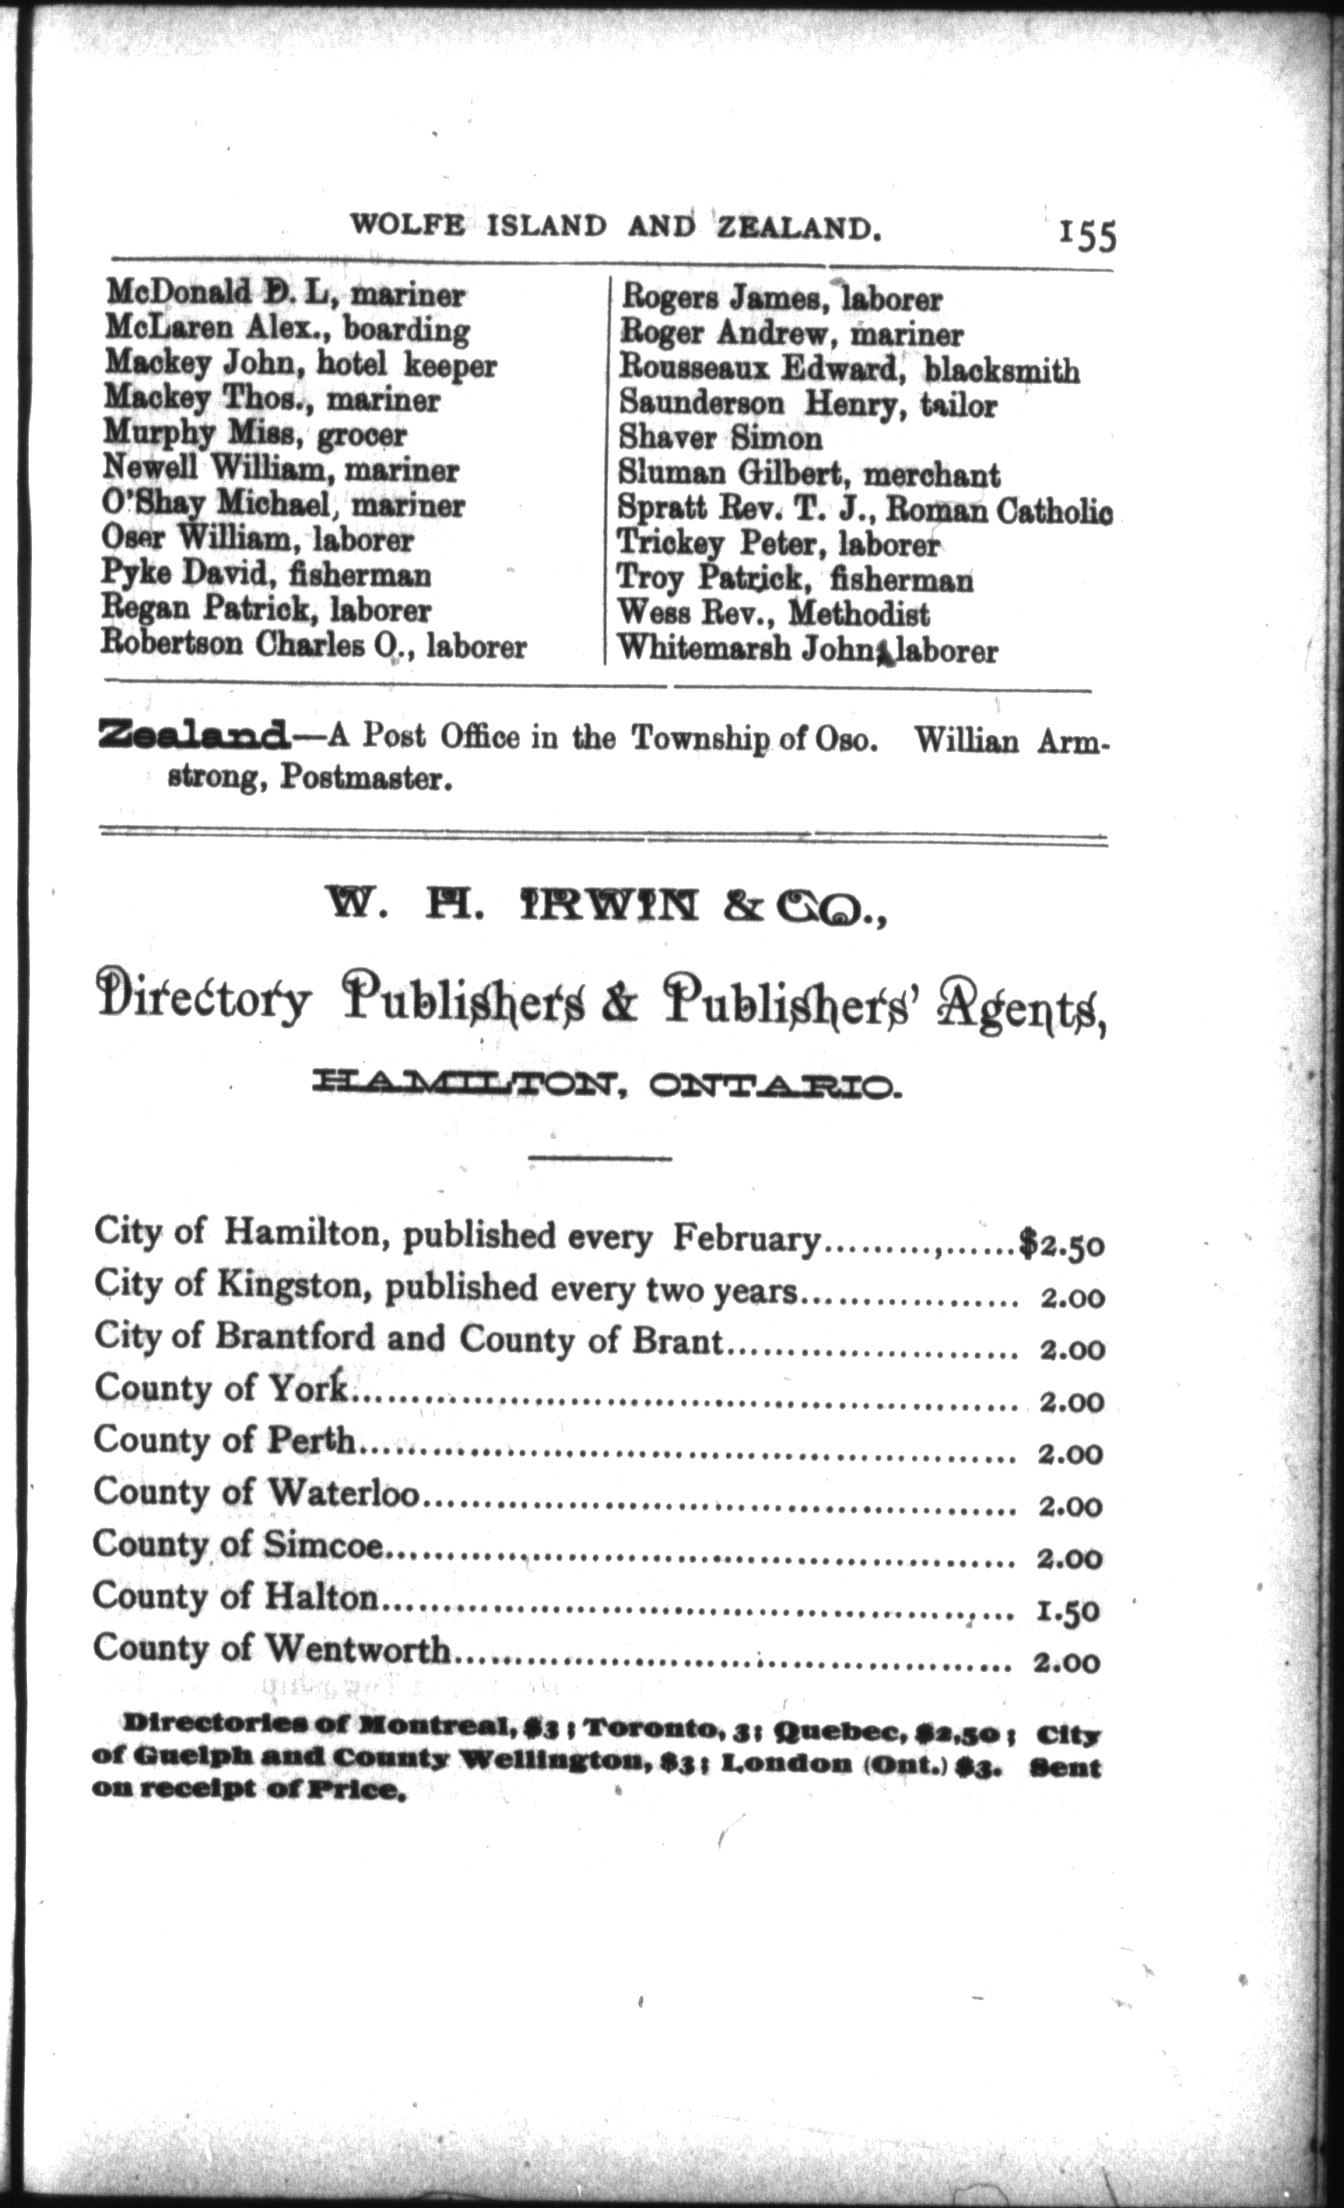 WOLFE ISLAND AND ZEALAND. 155
McDonald D. L, mariner
McLaren Alex., boarding
Mackey John, hotel keeper
Mackey Thos., mariner
Murphy Miss, grocer
Newell William, mariner
O'Shay Michael, mariner
Oser William, laborer
Pyke David, fisherman
Regan Patrick, laborer
Robertson Charles O., laborer
Rogers James, laborer
Roger Andrew, mariner
Rousseaux Edward, blacksmith
Saunderson Henry, tailor
Shaver Simon
Sluman Gilbert, merchant
Spratt Rev. T. J., Roman Catholic
Trickey Peter, laborer
Troy Patrick, fisherman
Wess Rev., Methodist
Whitemarsh John, laborer
Zealand—A Post Office in the Township of Oso. Willian Arm-
strong, Postmaster.
W. H. IRWIN & CO.,
Directory Publishers & Publishers' Agents,
HAMILTON, ONTARIO.
City of Hamilton, published every February.........,......$2.50
City of Kingston, published every two years.................. 2.00
City of Brantford and County of Brant........................ 2.00
County of York....................................................... 2.00
County of Perth...................................................... 2.00
County of Waterloo................................................. 2.00
County of Simcoe.................................................... 2.00
County of Halton.................................................... 1.50
County of Wentworth.............................................. 2.00
Directories of Montreal, $3; Toronto, 3; Quebec, $2,50; City
of Guelph and County Wellington, $3; London (Ont.) $3. Sent
on receipt of Price.